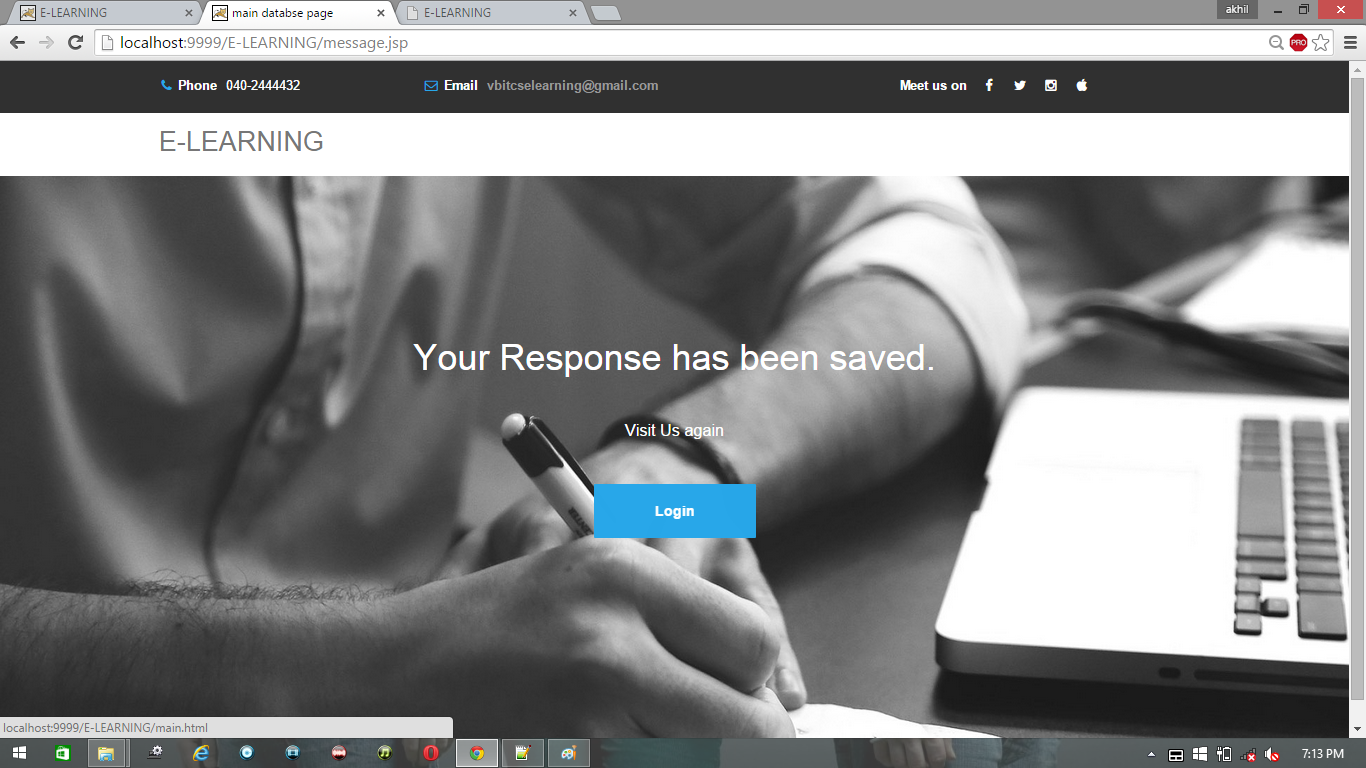 E-LEARNING
main databse page
E-LEARNING
akhil
localhost:9999/E-LEARNING/message.jsp
PRO
Phone 040-2444432
Email vbitcselearning@gmail.com
Meet us on
E-LEARNING
Your Response has been saved.
Visit Us again
Login
localhost:9999/E-LEARNING/main.html
7:13 PM